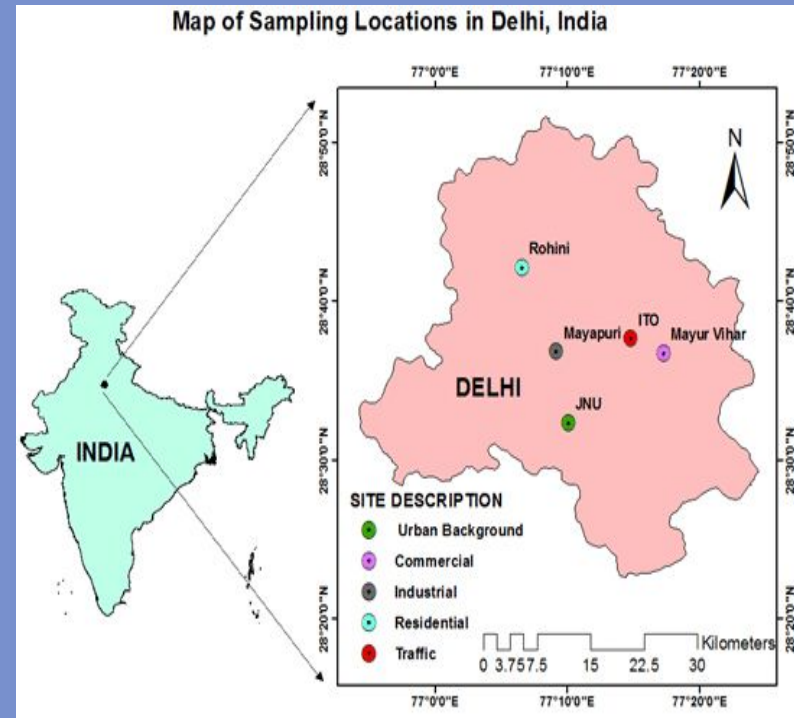 Map of Sampling Locations in Delhi, India
77°0'0"E 77°10'0"E 77°20'0"E
28°50'0"N 28°50'0"N
N
Rohini
28°40'0"N 28°40'0"N
ITO
Mayapuri Mayur Vihar
DELHI
JNU
INDIA
28°30'0"N 28°30'0"N
SITE DESCRIPTION
Urban Background
Commercial
Industrial
Residential
Traffic
28°20'0"N 28°20'0"N
Kilometers
0 3.75 7.5 15 22.5 30
77°0'0"E 77°10'0"E 77°20'0"E